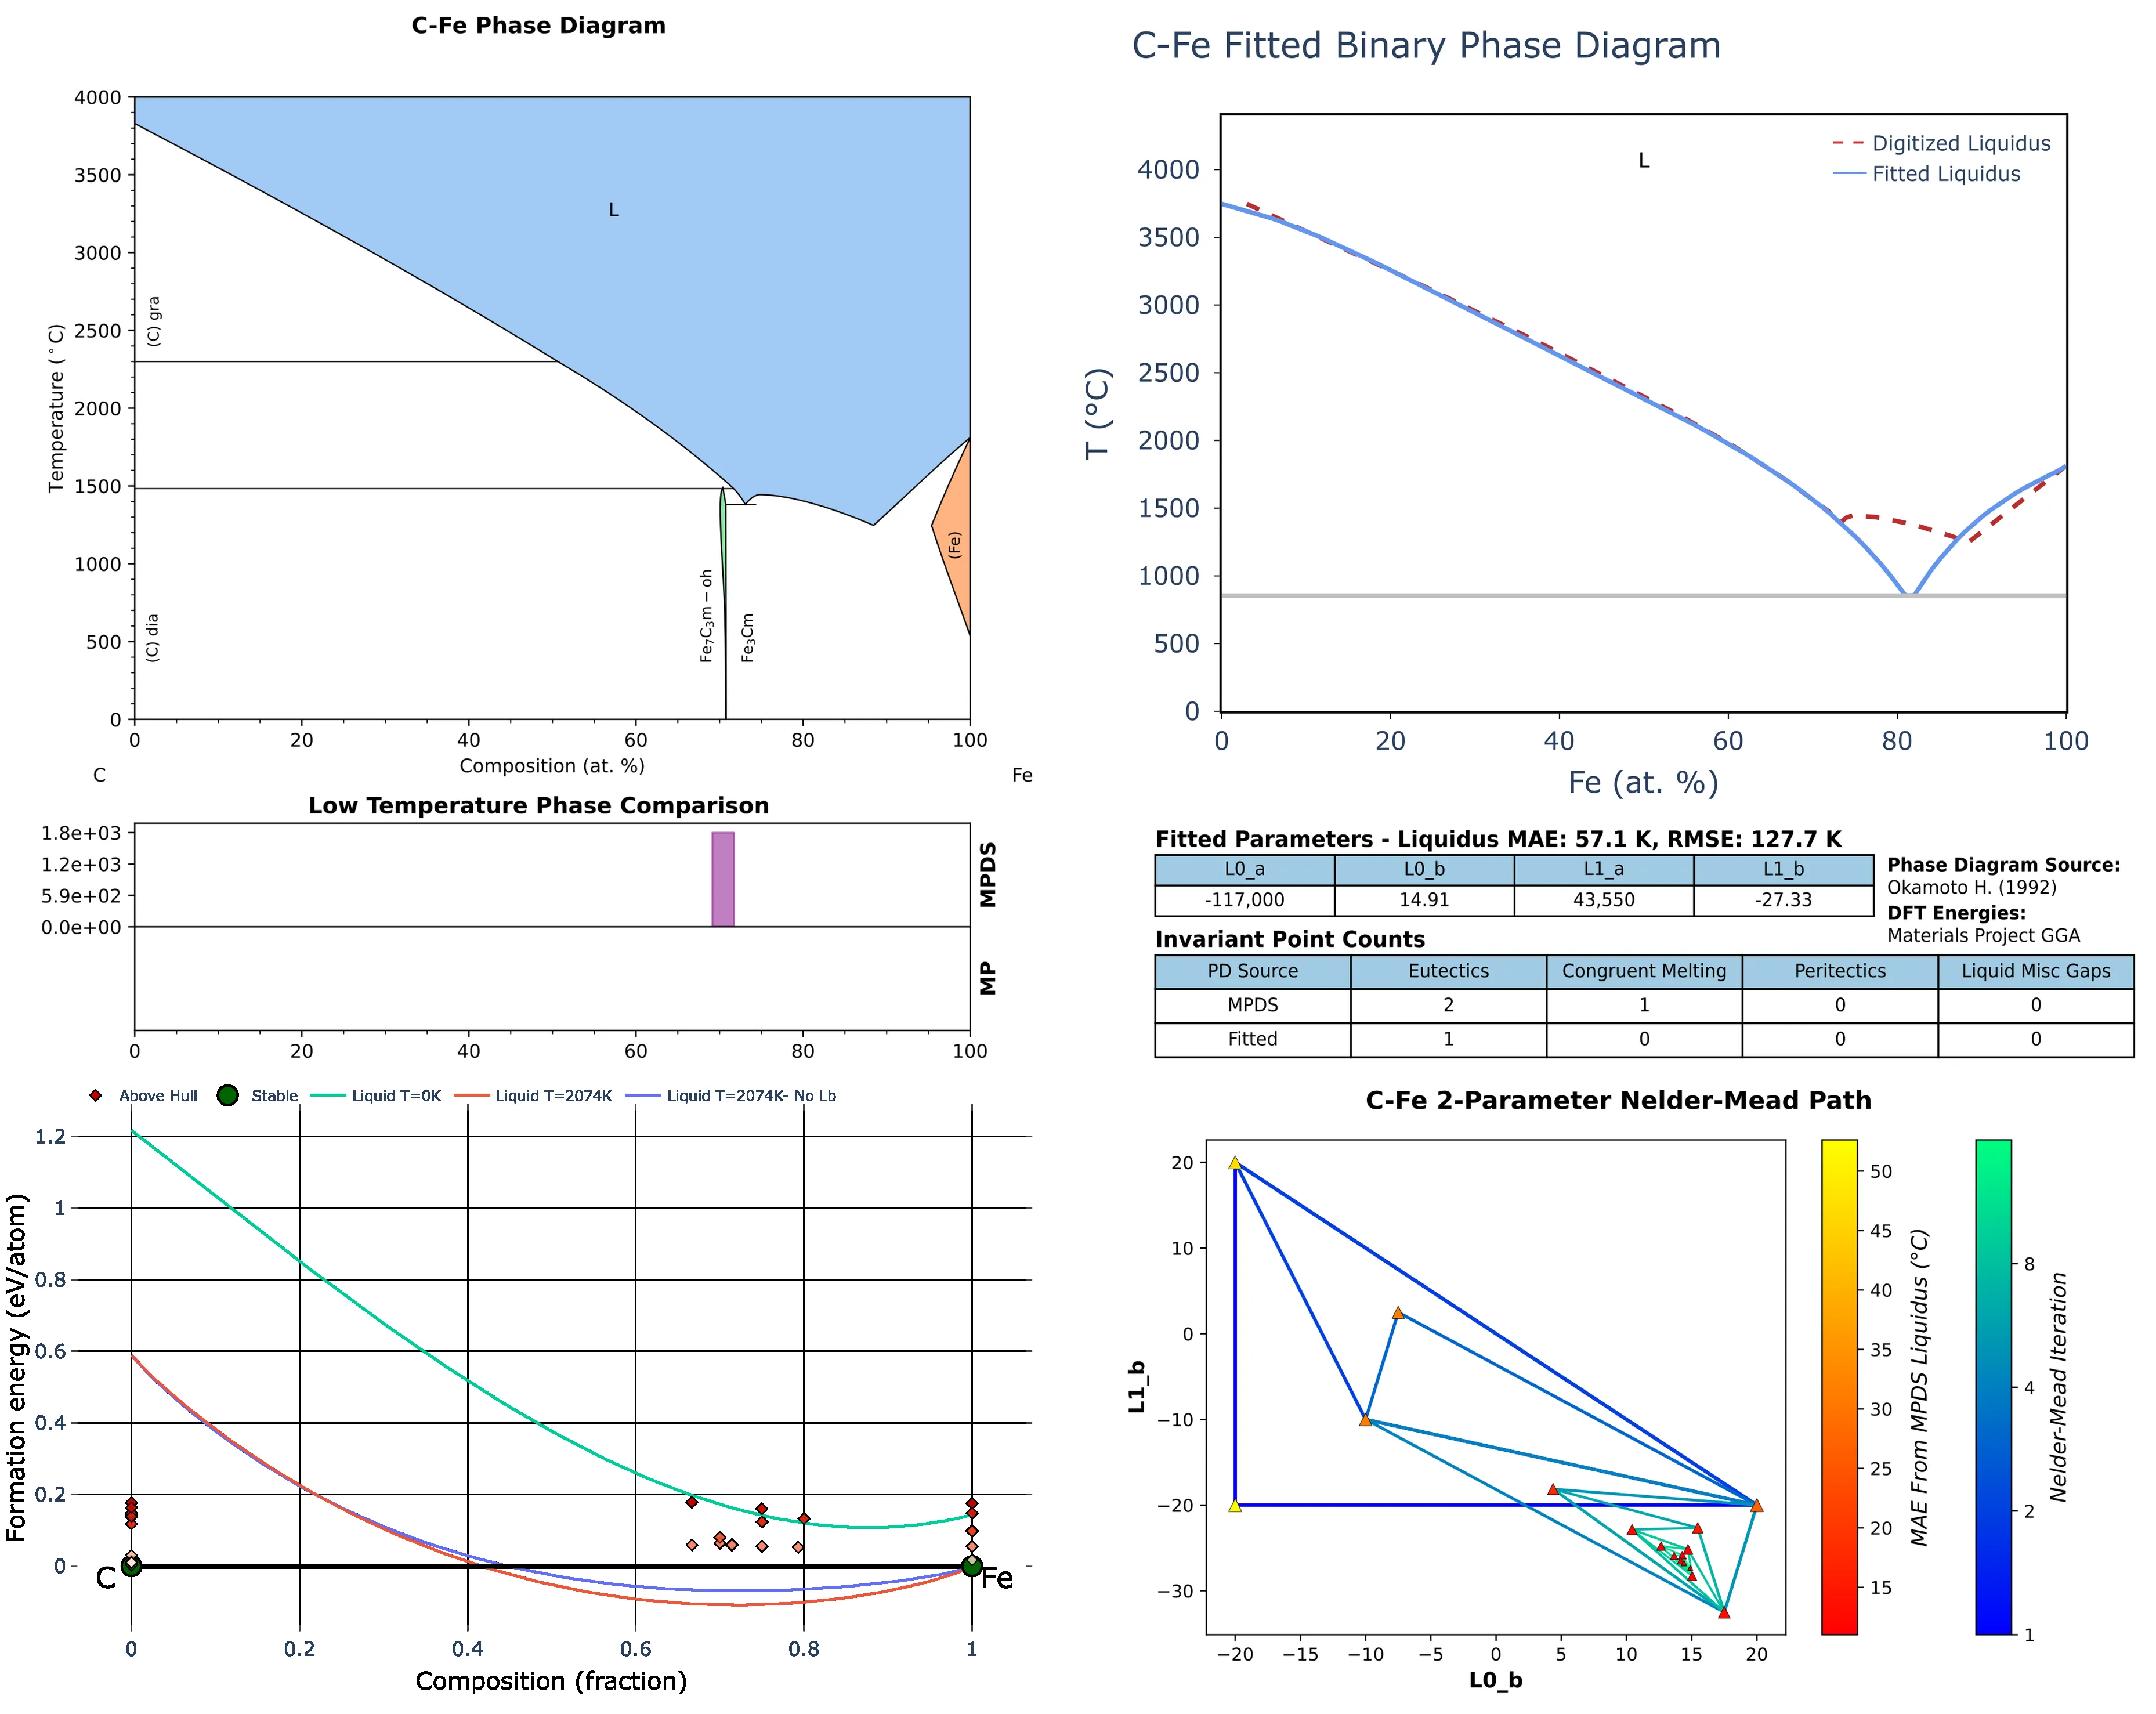 C-Fe Phase Diagram
4000
3500
3000
2500
2000
1500
1000
500
0
Temperature (°C)
L
(C) gra
(C) dia
Fe₇C₃m − oh
Fe₃Cm
(Fe)
0 20 40 60 80 100
Composition (at. %)
C Fe
C-Fe Fitted Binary Phase Diagram
L
Digitized Liquidus
Fitted Liquidus
4000
3500
3000
2500
2000
1500
1000
500
0
T (°C)
0 20 40 60 80 100
Fe (at. %)
Low Temperature Phase Comparison
1.8e+03
1.2e+03
5.9e+02
0.0e+00
MPDS
MP
0 20 40 60 80 100
Fitted Parameters - Liquidus MAE: 57.1 K, RMSE: 127.7 K
L0_a L0_b L1_a L1_b
-117,000 14.91 43,550 -27.33
Phase Diagram Source:
Okamoto H. (1992)
DFT Energies:
Materials Project GGA
Invariant Point Counts
PD Source Eutectics Congruent Melting Peritectics Liquid Misc Gaps
MPDS 2 1 0 0
Fitted 1 0 0 0
Above Hull Stable Liquid T=0K Liquid T=2074K Liquid T=2074K- No Lb
1.2
1
0.8
0.6
0.4
0.2
0
Formation energy (eV/atom)
C Fe
0 0.2 0.4 0.6 0.8 1
Composition (fraction)
C-Fe 2-Parameter Nelder-Mead Path
20
10
0
−10
−20
−30
L1_b
−20 −15 −10 −5 0 5 10 15 20
L0_b
50
45
40
35
30
25
20
15
MAE From MPDS Liquidus (°C)
8
4
2
1
Nelder-Mead Iteration